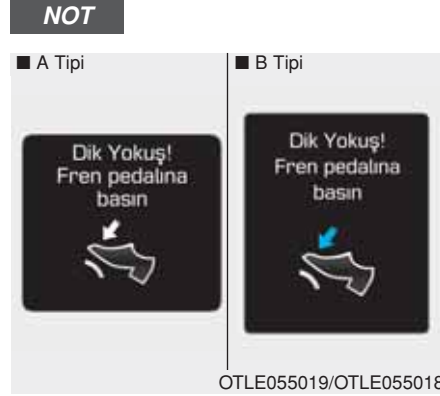 NOT
■ A Tipi
■ B Tipi
Dik Yokuş!
Fren pedalına
basın
Dik Yokuş!
Fren pedalına
basın
OTLE055019/OTLE055018